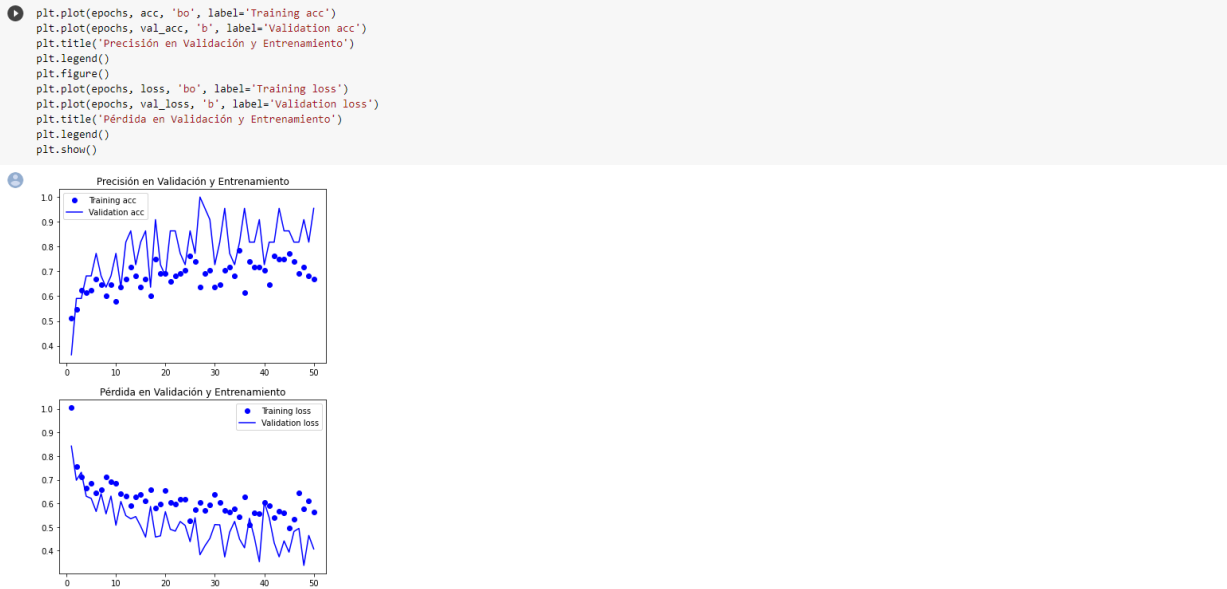 plt.plot(epochs, acc, 'bo', label='Training acc')
plt.plot(epochs, val_acc, 'b', label='Validation acc')
plt.title('Precisión en Validación y Entrenamiento')
plt.legend()
plt.figure()
plt.plot(epochs, loss, 'bo', label='Training loss')
plt.plot(epochs, val_loss, 'b', label='Validation loss')
plt.title('Pérdida en Validación y Entrenamiento')
plt.legend()
plt.show()
Precisión en Validación y Entrenamiento
Training acc
Validation acc
1.0
0.9
0.8
0.7
0.6
0.5
0.4
0 10 20 30 40 50
Pérdida en Validación y Entrenamiento
Training loss
Validation loss
1.0
0.9
0.8
0.7
0.6
0.5
0.4
0 10 20 30 40 50